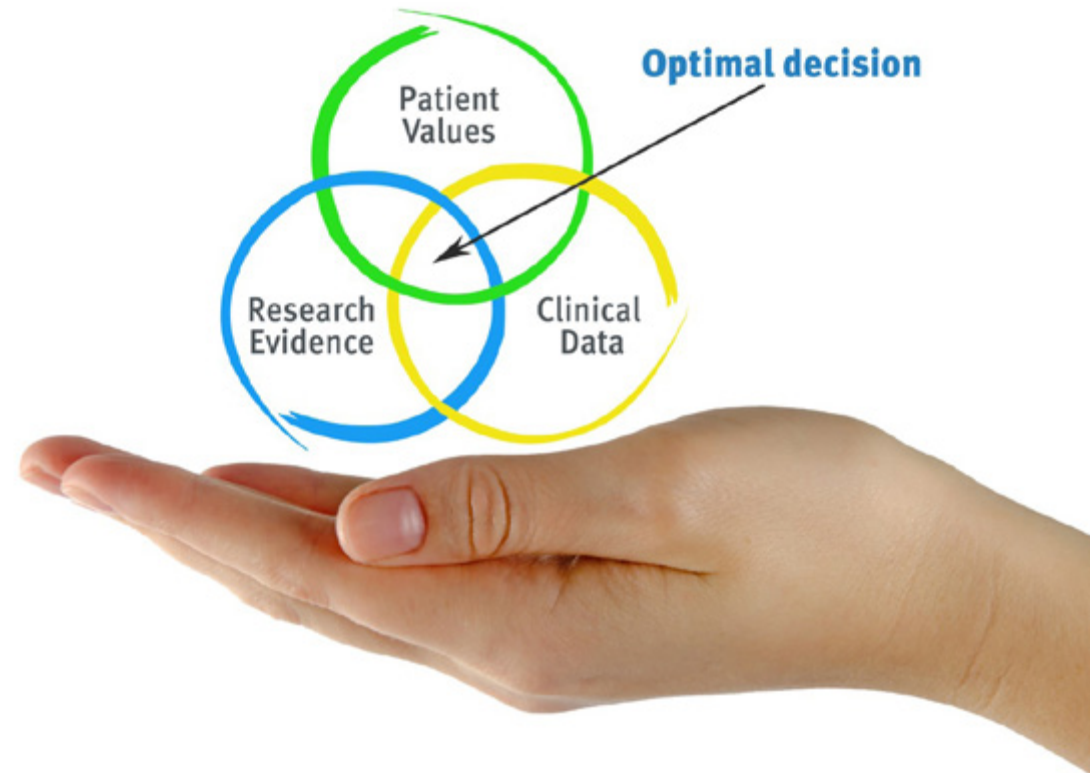 Optimal decision
Patient
Values
Research
Evidence
Clinical
Data